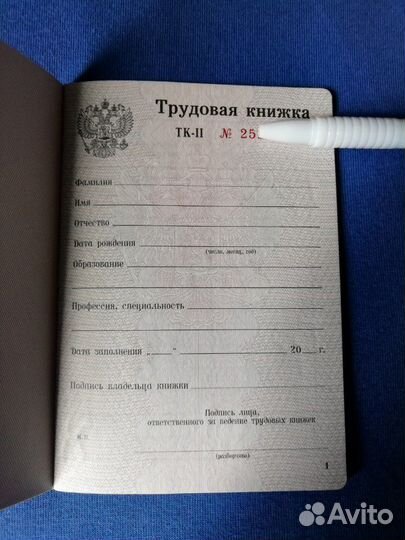 Трудовая книжка
ТК-II № 25
Фамилия
Имя
Отчество
Дата рождения
(число, месяц, год)
Образование
Профессия, специальность
Дата заполнения „ “ 20 г.
Подпись владельца книжки
Подпись лица,
ответственного за ведение трудовых книжек
М.П.
(разборчиво)
1
Avito